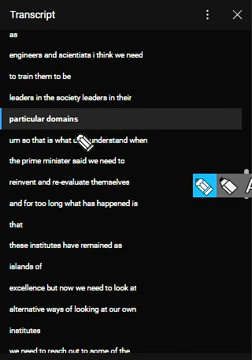 Transcript
as
engineers and scientists i think we need
to train them to be
leaders in the society leaders in their
particular domains
um so that is what understand when
the prime minister said we need to
reinvent and re-evaluate themselves
and for too long what has happened is
that
these institutes have remained as
islands of
excellence but now we need to look at
alternative ways of looking at our own
institutes
we need to reach out to some of the